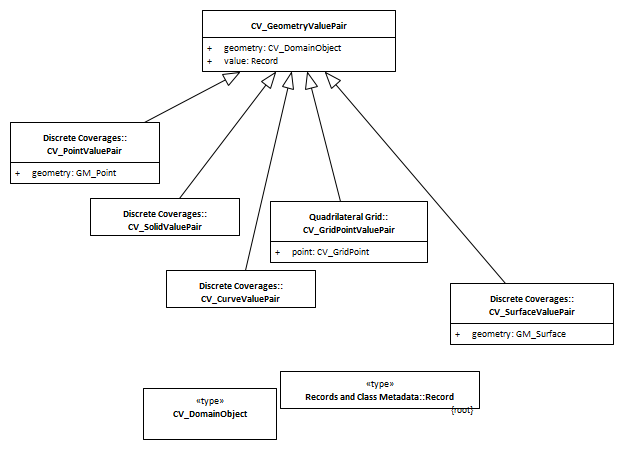 CV_GeometryValuePair
+ geometry: CV_DomainObject
+ value: Record
Discrete Coverages::
CV_PointValuePair
+ geometry: GM_Point
Discrete Coverages::
CV_SolidValuePair
Quadrilateral Grid::
CV_GridPointValuePair
+ point: CV_GridPoint
Discrete Coverages::
CV_CurveValuePair
Discrete Coverages::
CV_SurfaceValuePair
+ geometry: GM_Surface
«type»
Records and Class Metadata::Record
{root}
«type»
CV_DomainObject